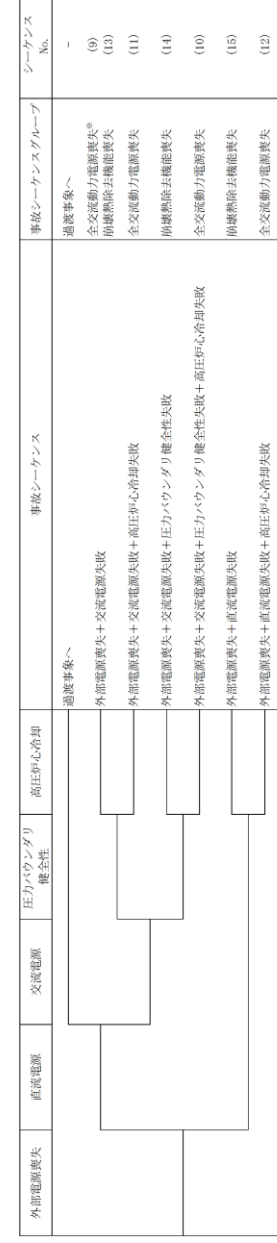 外部電源喪失
直流電源
交流電源
圧力バウンダリ
健全性
高圧炉心冷却
事故シーケンス
事故シーケンスグループ
シーケンス
No.
過渡事象へ
過渡事象へ
－
外部電源喪失＋交流電源失敗
全交流動力電源喪失※
(9)
崩壊熱除去機能喪失
(13)
外部電源喪失＋交流電源失敗＋高圧炉心冷却失敗
全交流動力電源喪失
(11)
外部電源喪失＋交流電源失敗＋圧力バウンダリ健全性失敗
崩壊熱除去機能喪失
(14)
外部電源喪失＋交流電源失敗＋圧力バウンダリ健全性失敗＋高圧炉心冷却失敗
全交流動力電源喪失
(10)
外部電源喪失＋直流電源失敗
崩壊熱除去機能喪失
(15)
外部電源喪失＋直流電源失敗＋高圧炉心冷却失敗
全交流動力電源喪失
(12)